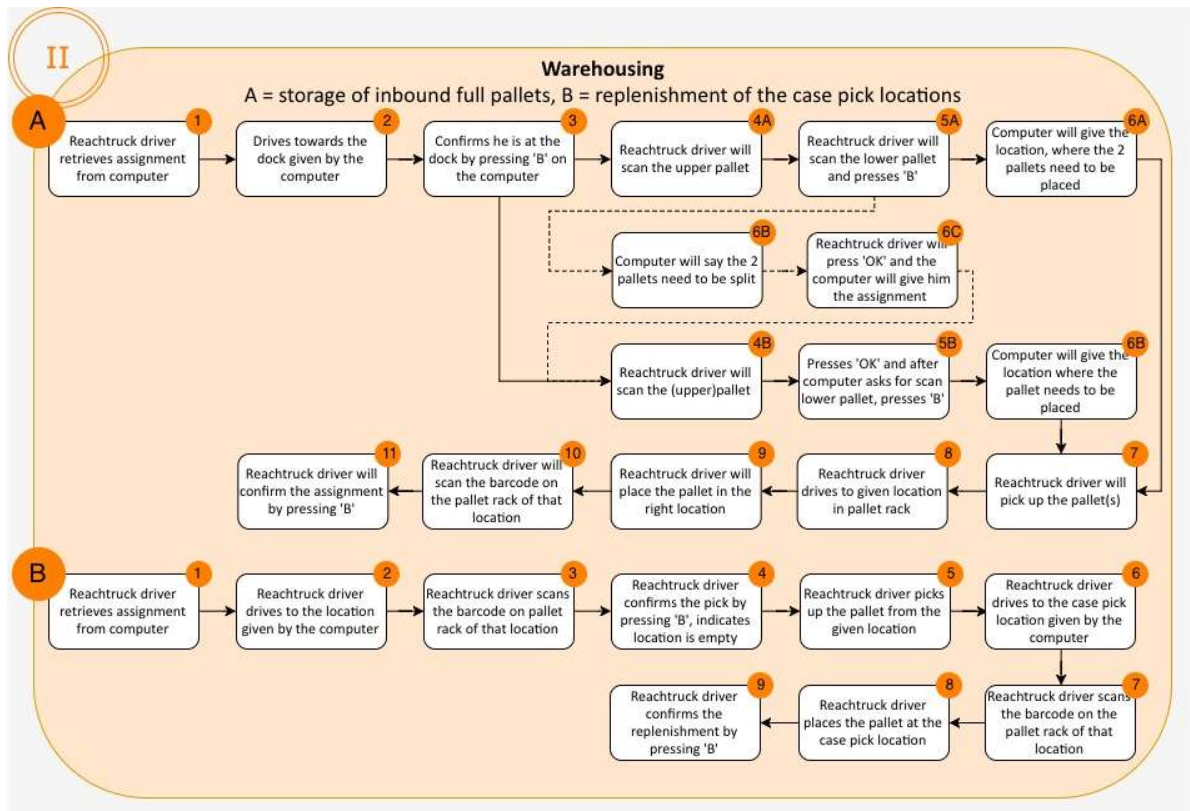 II
Warehousing
A = storage of inbound full pallets, B = replenishment of the case pick locations
A
1
Reachtruck driver
retrieves assignment
from computer
2
Drives towards the
dock given by the
computer
3
Confirms he is at the
dock by pressing 'B' on
the computer
4A
Reachtruck driver will
scan the upper pallet
5A
Reachtruck driver will
scan the lower pallet
and presses 'B'
6A
Computer will give the
location, where the 2
pallets need to be
placed
6B
Computer will say the 2
pallets need to be split
6C
Reachtruck driver will
press 'OK' and the
computer will give him
the assignment
4B
Reachtruck driver will
scan the (upper)pallet
5B
Presses 'OK' and after
computer asks for scan
lower pallet, presses 'B'
6B
Computer will give the
location where the
pallet needs to be
placed
7
Reachtruck driver will
pick up the pallet(s)
8
Reachtruck driver
drives to given location
in pallet rack
9
Reachtruck driver will
place the pallet in the
right location
10
Reachtruck driver will
scan the barcode on
the pallet rack of that
location
11
Reachtruck driver will
confirm the assignment
by pressing 'B'
B
1
Reachtruck driver
retrieves assignment
from computer
2
Reachtruck driver
drives to the location
given by the computer
3
Reachtruck driver scans
the barcode on pallet
rack of that location
4
Reachtruck driver
confirms the pick by
pressing 'B', indicates
location is empty
5
Reachtruck driver picks
up the pallet from the
given location
6
Reachtruck driver
drives to the case pick
location given by the
computer
7
Reachtruck driver scans
the barcode on the
pallet rack of that
location
8
Reachtruck driver
places the pallet at the
case pick location
9
Reachtruck driver
confirms the
replenishment by
pressing 'B'